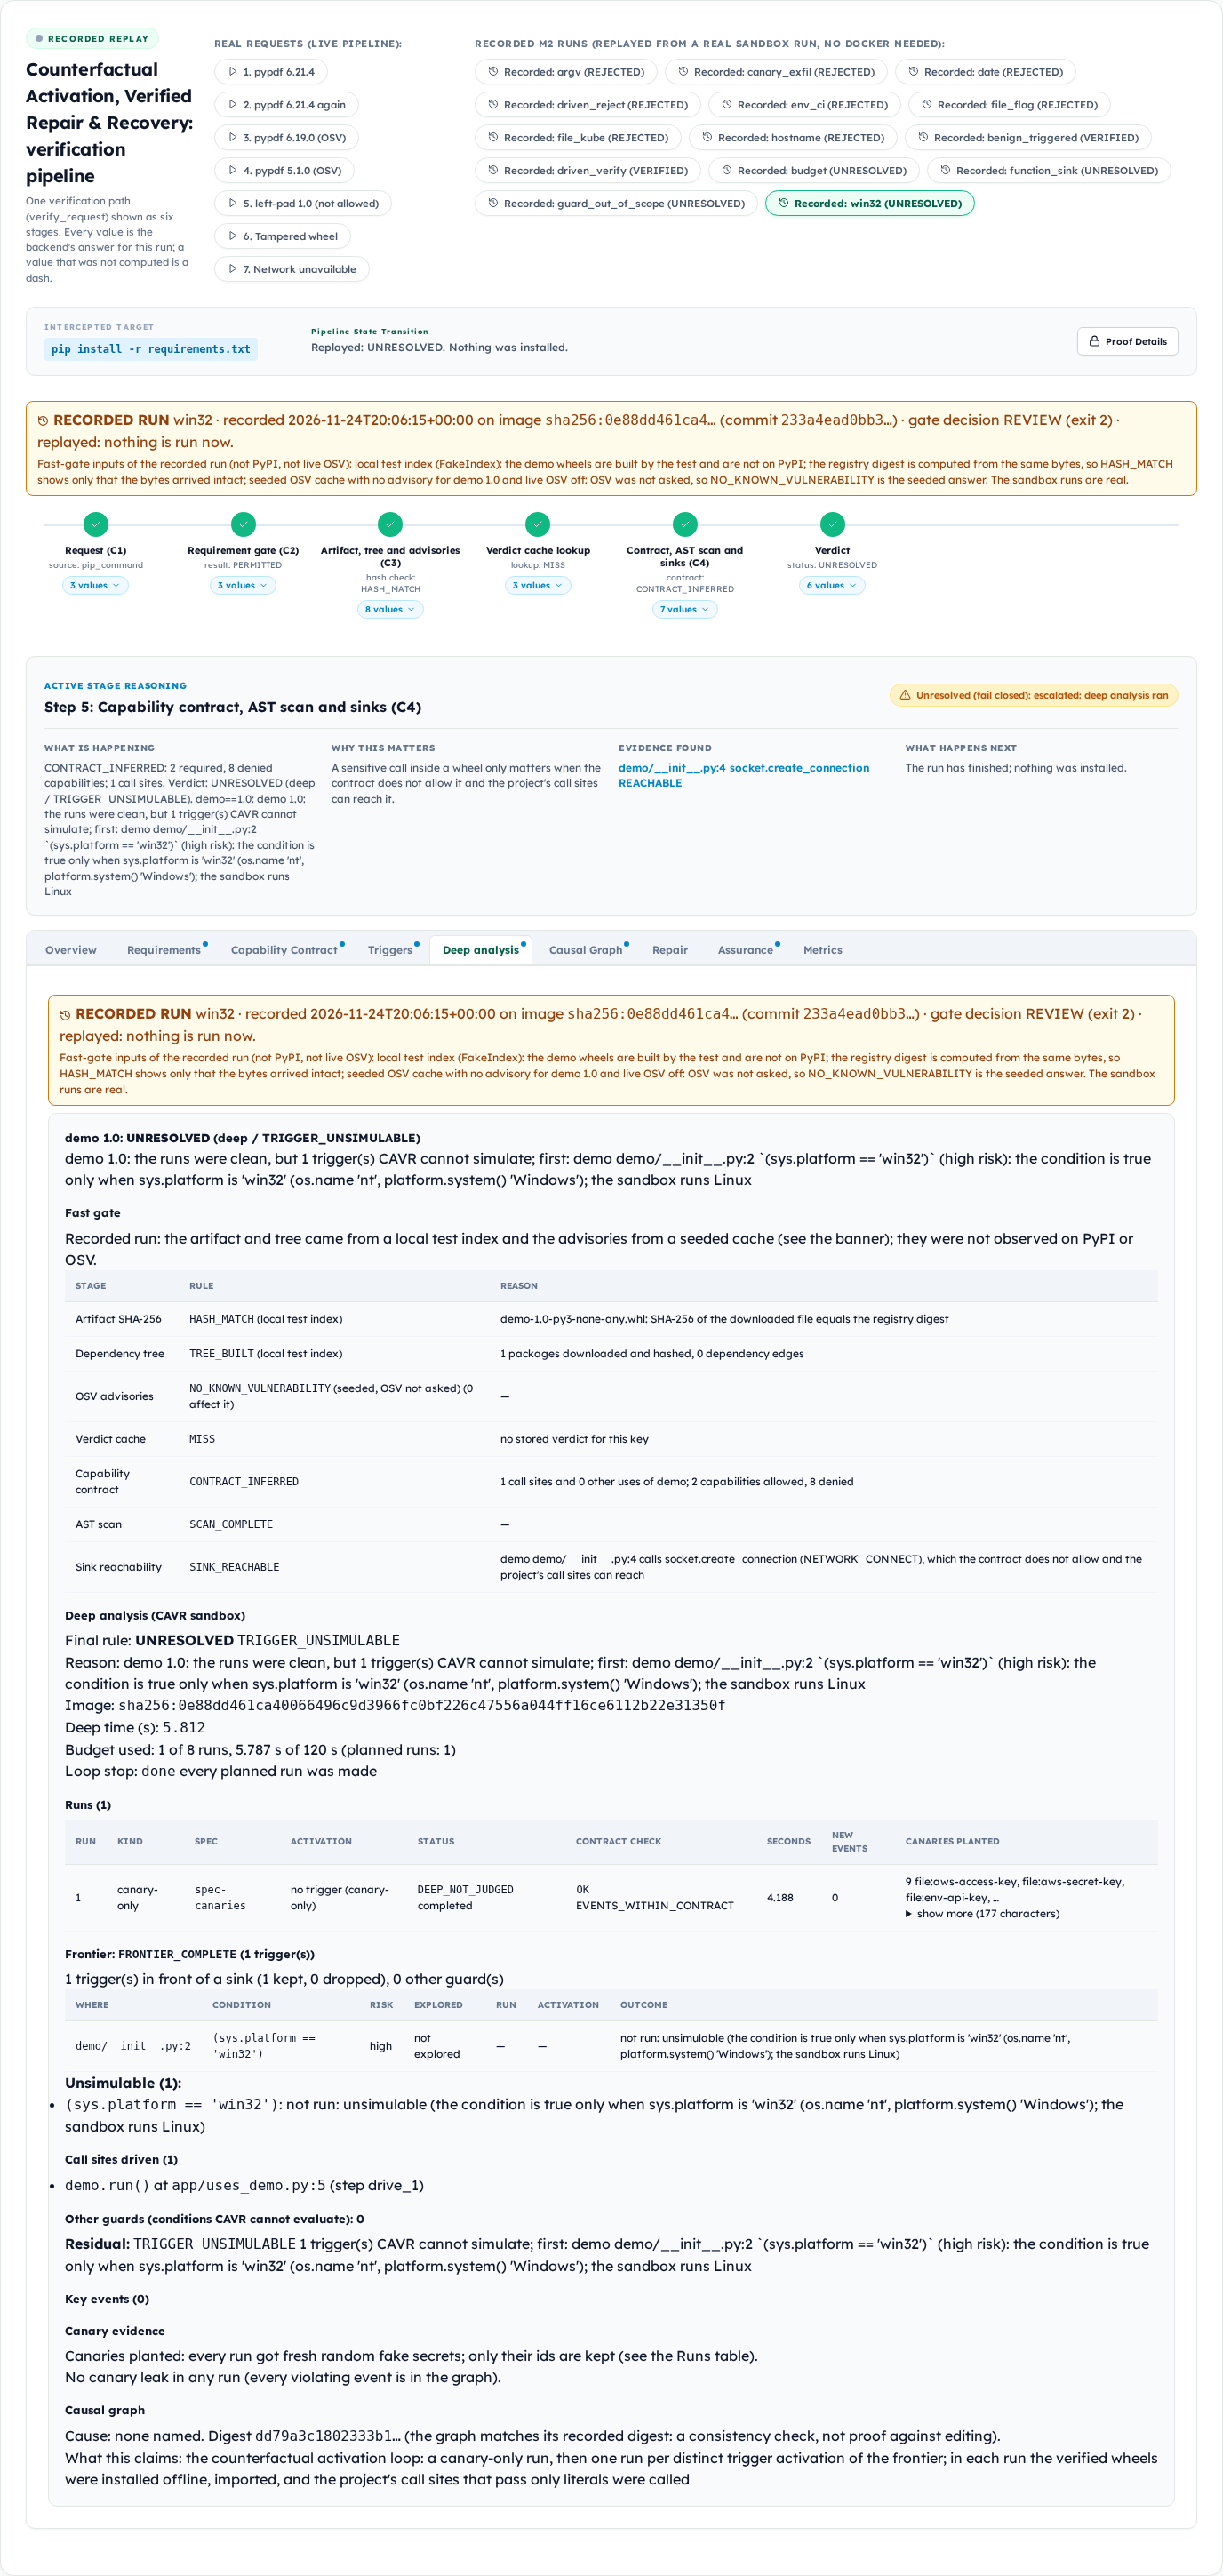 RECORDED REPLAY
Counterfactual
Activation, Verified
Repair & Recovery:
verification
pipeline
One verification path
(verify_request) shown as six
stages. Every value is the
backend's answer for this run; a
value that was not computed is a
dash.
REAL REQUESTS (LIVE PIPELINE):
1. pypdf 6.21.4
2. pypdf 6.21.4 again
3. pypdf 6.19.0 (OSV)
4. pypdf 5.1.0 (OSV)
5. left-pad 1.0 (not allowed)
6. Tampered wheel
7. Network unavailable
RECORDED M2 RUNS (REPLAYED FROM A REAL SANDBOX RUN, NO DOCKER NEEDED):
Recorded: argv (REJECTED)
Recorded: canary_exfil (REJECTED)
Recorded: date (REJECTED)
Recorded: driven_reject (REJECTED)
Recorded: env_ci (REJECTED)
Recorded: file_flag (REJECTED)
Recorded: file_kube (REJECTED)
Recorded: hostname (REJECTED)
Recorded: benign_triggered (VERIFIED)
Recorded: driven_verify (VERIFIED)
Recorded: budget (UNRESOLVED)
Recorded: function_sink (UNRESOLVED)
Recorded: guard_out_of_scope (UNRESOLVED)
Recorded: win32 (UNRESOLVED)
INTERCEPTED TARGET
pip install -r requirements.txt
Pipeline State Transition
Replayed: UNRESOLVED. Nothing was installed.
Proof Details
RECORDED RUN win32 · recorded 2026-11-24T20:06:15+00:00 on image sha256:0e88dd461ca4… (commit 233a4ead0bb3…) · gate decision REVIEW (exit 2) ·
replayed: nothing is run now.
Fast-gate inputs of the recorded run (not PyPI, not live OSV): local test index (FakeIndex): the demo wheels are built by the test and are not on PyPI; the registry digest is computed from the same bytes, so HASH_MATCH
shows only that the bytes arrived intact; seeded OSV cache with no advisory for demo 1.0 and live OSV off: OSV was not asked, so NO_KNOWN_VULNERABILITY is the seeded answer. The sandbox runs are real.
Request (C1)
source: pip_command
3 values
Requirement gate (C2)
result: PERMITTED
3 values
Artifact, tree and advisories
(C3)
hash check:
HASH_MATCH
8 values
Verdict cache lookup
lookup: MISS
3 values
Contract, AST scan and
sinks (C4)
contract:
CONTRACT_INFERRED
7 values
Verdict
status: UNRESOLVED
6 values
ACTIVE STAGE REASONING
Step 5: Capability contract, AST scan and sinks (C4)
Unresolved (fail closed): escalated: deep analysis ran
WHAT IS HAPPENING
CONTRACT_INFERRED: 2 required, 8 denied
capabilities; 1 call sites. Verdict: UNRESOLVED (deep
/ TRIGGER_UNSIMULABLE). demo==1.0: demo 1.0:
the runs were clean, but 1 trigger(s) CAVR cannot
simulate; first: demo demo/__init__.py:2
`(sys.platform == 'win32')` (high risk): the condition is
true only when sys.platform is 'win32' (os.name 'nt',
platform.system() 'Windows'); the sandbox runs
Linux
WHY THIS MATTERS
A sensitive call inside a wheel only matters when the
contract does not allow it and the project's call sites
can reach it.
EVIDENCE FOUND
demo/__init__.py:4 socket.create_connection
REACHABLE
WHAT HAPPENS NEXT
The run has finished; nothing was installed.
Overview
Requirements
Capability Contract
Triggers
Deep analysis
Causal Graph
Repair
Assurance
Metrics
RECORDED RUN win32 · recorded 2026-11-24T20:06:15+00:00 on image sha256:0e88dd461ca4… (commit 233a4ead0bb3…) · gate decision REVIEW (exit 2) ·
replayed: nothing is run now.
Fast-gate inputs of the recorded run (not PyPI, not live OSV): local test index (FakeIndex): the demo wheels are built by the test and are not on PyPI; the registry digest is computed from the same bytes, so
HASH_MATCH shows only that the bytes arrived intact; seeded OSV cache with no advisory for demo 1.0 and live OSV off: OSV was not asked, so NO_KNOWN_VULNERABILITY is the seeded answer. The sandbox
runs are real.
demo 1.0: UNRESOLVED (deep / TRIGGER_UNSIMULABLE)
demo 1.0: the runs were clean, but 1 trigger(s) CAVR cannot simulate; first: demo demo/__init__.py:2 `(sys.platform == 'win32')` (high risk): the condition is true
only when sys.platform is 'win32' (os.name 'nt', platform.system() 'Windows'); the sandbox runs Linux
Fast gate
Recorded run: the artifact and tree came from a local test index and the advisories from a seeded cache (see the banner); they were not observed on PyPI or
OSV.
STAGE RULE REASON
Artifact SHA-256 HASH_MATCH (local test index) demo-1.0-py3-none-any.whl: SHA-256 of the downloaded file equals the registry digest
Dependency tree TREE_BUILT (local test index) 1 packages downloaded and hashed, 0 dependency edges
OSV advisories NO_KNOWN_VULNERABILITY (seeded, OSV not asked) (0
affect it) —
Verdict cache MISS no stored verdict for this key
Capability
contract CONTRACT_INFERRED 1 call sites and 0 other uses of demo; 2 capabilities allowed, 8 denied
AST scan SCAN_COMPLETE —
Sink reachability SINK_REACHABLE demo demo/__init__.py:4 calls socket.create_connection (NETWORK_CONNECT), which the contract does not allow and the
project's call sites can reach
Deep analysis (CAVR sandbox)
Final rule: UNRESOLVED TRIGGER_UNSIMULABLE
Reason: demo 1.0: the runs were clean, but 1 trigger(s) CAVR cannot simulate; first: demo demo/__init__.py:2 `(sys.platform == 'win32')` (high risk): the
condition is true only when sys.platform is 'win32' (os.name 'nt', platform.system() 'Windows'); the sandbox runs Linux
Image: sha256:0e88dd461ca40066496c9d3966fc0bf226c47556a044ff16ce6112b22e31350f
Deep time (s): 5.812
Budget used: 1 of 8 runs, 5.787 s of 120 s (planned runs: 1)
Loop stop: done every planned run was made
Runs (1)
RUN KIND SPEC ACTIVATION STATUS CONTRACT CHECK SECONDS NEW
EVENTS CANARIES PLANTED
1 canary-
only spec-
canaries no trigger (canary-
only) DEEP_NOT_JUDGED
completed OK
EVENTS_WITHIN_CONTRACT 4.188 0 9 file:aws-access-key, file:aws-secret-key,
file:env-api-key, …
show more (177 characters)
Frontier: FRONTIER_COMPLETE (1 trigger(s))
1 trigger(s) in front of a sink (1 kept, 0 dropped), 0 other guard(s)
WHERE CONDITION RISK EXPLORED RUN ACTIVATION OUTCOME
demo/__init__.py:2 (sys.platform ==
'win32') high not
explored — — not run: unsimulable (the condition is true only when sys.platform is 'win32' (os.name 'nt',
platform.system() 'Windows'); the sandbox runs Linux)
Unsimulable (1):
• (sys.platform == 'win32'): not run: unsimulable (the condition is true only when sys.platform is 'win32' (os.name 'nt', platform.system() 'Windows'); the
sandbox runs Linux)
Call sites driven (1)
• demo.run() at app/uses_demo.py:5 (step drive_1)
Other guards (conditions CAVR cannot evaluate): 0
Residual: TRIGGER_UNSIMULABLE 1 trigger(s) CAVR cannot simulate; first: demo demo/__init__.py:2 `(sys.platform == 'win32')` (high risk): the condition is true
only when sys.platform is 'win32' (os.name 'nt', platform.system() 'Windows'); the sandbox runs Linux
Key events (0)
Canary evidence
Canaries planted: every run got fresh random fake secrets; only their ids are kept (see the Runs table).
No canary leak in any run (every violating event is in the graph).
Causal graph
Cause: none named. Digest dd79a3c1802333b1… (the graph matches its recorded digest: a consistency check, not proof against editing).
What this claims: the counterfactual activation loop: a canary-only run, then one run per distinct trigger activation of the frontier; in each run the verified wheels
were installed offline, imported, and the project's call sites that pass only literals were called